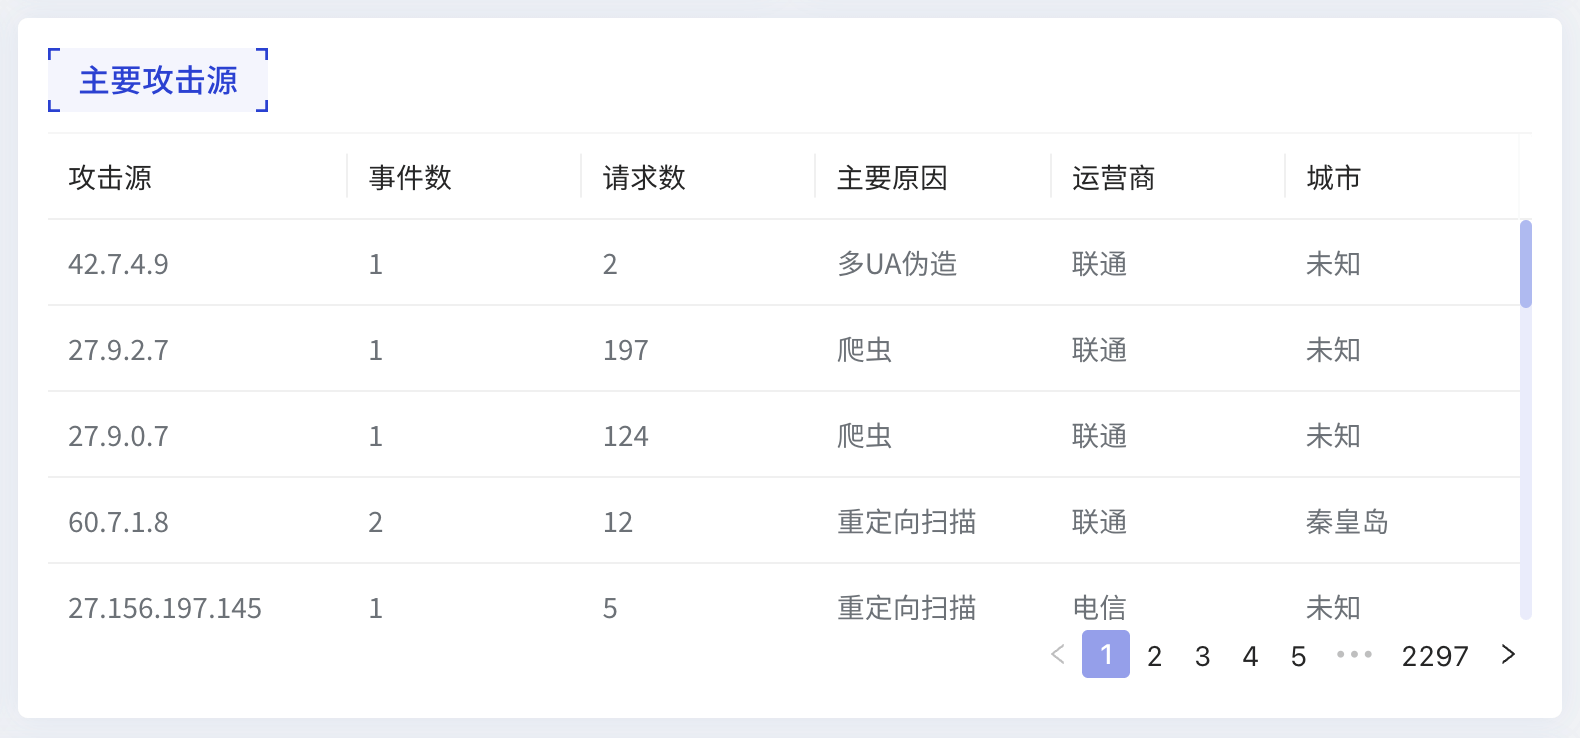 主要攻击源
攻击源 事件数 请求数 主要原因 运营商 城市
42.7.4.9 1 2 多UA伪造 联通 未知
27.9.2.7 1 197 爬虫 联通 未知
27.9.0.7 1 124 爬虫 联通 未知
60.7.1.8 2 12 重定向扫描 联通 秦皇岛
27.156.197.145 1 5 重定向扫描 电信 未知
< 1 2 3 4 5 ••• 2297 >